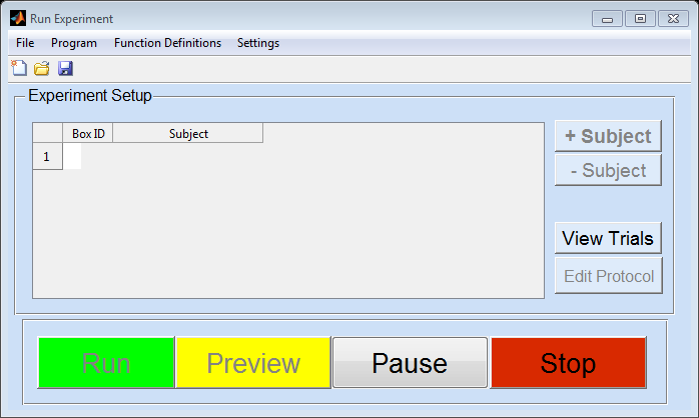 Run Experiment
File Program Function Definitions Settings
Experiment Setup
Box ID Subject
1
+ Subject
- Subject
View Trials
Edit Protocol
Run Preview Pause Stop